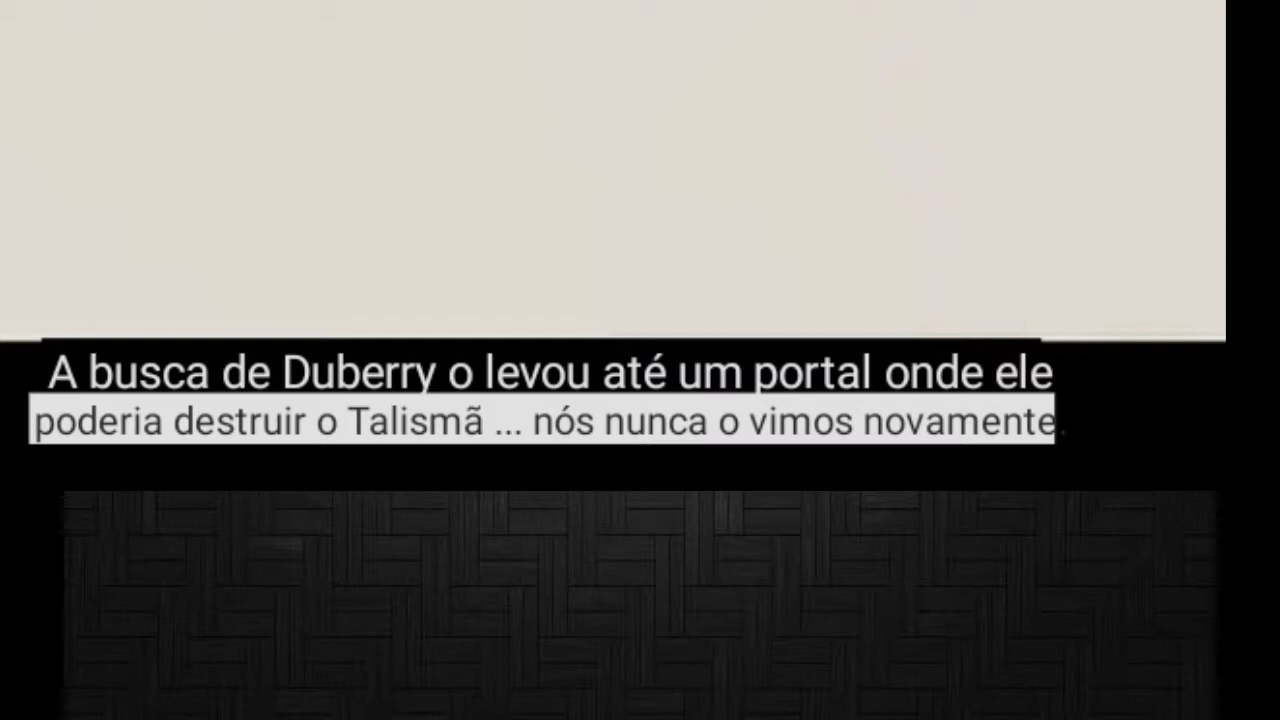 A busca de Duberry o levou até um portal onde ele
poderia destruir o Talismã ... nós nunca o vimos novamente.